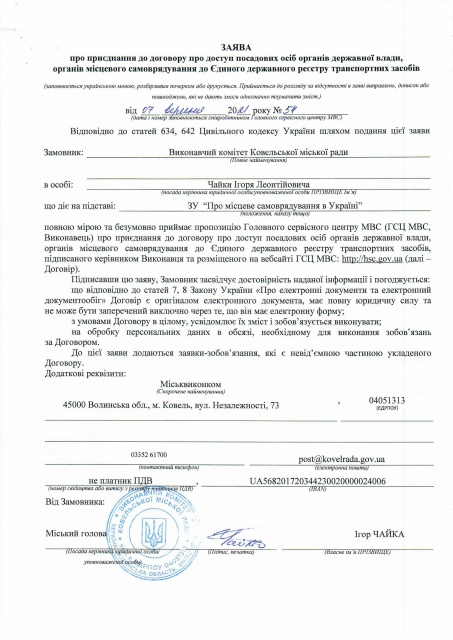 ЗАЯВА
про приєднання до договору про доступ посадових осіб органів державної влади,
органів місцевого самоврядування до Єдиного державного реєстру транспортних засобів
(заповнюється українською мовою, розбірливим почерком або друкується. Приймається до розгляду за відсутності в заяві виправлень, дописок або
пошкоджень, які не дають змоги однозначно тлумачити зміст.)
від 07 вересня 2021 року № 54
(дата і номер заповнюються співробітником Головного сервісного центру МВС)
Відповідно до статей 634, 642 Цивільного кодексу України шляхом подання цієї заяви
Замовник: Виконавчий комітет Ковельської міської ради
(Повне найменування)
в особі: Чайки Ігоря Леонтійовича
(посада керівника юридичної особи/уповноваженої особи ПРІЗВИЩЕ Ім'я)
що діє на підставі: ЗУ “Про місцеве самоврядування в Україні”
(положення, наказу тощо)
повною мірою та безумовно приймає пропозицію Головного сервісного центру МВС (ГСЦ МВС,
Виконавець) про приєднання до договору про доступ посадових осіб органів державної влади,
органів місцевого самоврядування до Єдиного державного реєстру транспортних засобів,
підписаного керівником Виконавця та розміщеного на вебсайті ГСЦ МВС: http://hsc.gov.ua (далі –
Договір).
Підписавши цю заяву, Замовник засвідчує достовірність наданої інформації і погоджується:
що відповідно до статей 7, 8 Закону України «Про електронні документи та електронний
документообіг» Договір є оригіналом електронного документа, має повну юридичну силу та
не може бути заперечений виключно через те, що він має електронну форму;
з умовами Договору в цілому, усвідомлює їх зміст і зобов'язується виконувати;
на обробку персональних даних в обсязі, необхідному для виконання зобов'язань
за Договором.
До цієї заяви додаються заявки-зобов'язання, які є невід'ємною частиною укладеного
Договору.
Додаткові реквізити:
Міськвиконком
(Скорочене найменування)
45000 Волинська обл., м. Ковель, вул. Незалежності, 73 , 04051313
(ЄДРПОУ)
03352 61700 post@kovelrada.gov.ua
(контактний телефон) (електронна пошта)
не платник ПДВ , UA568201720344230020000024006
(номер свідоцтва або витягу з реєстру платників ПДВ) (IBAN)
Від Замовника:
Міський голова Чайка Ігор ЧАЙКА
(Посада керівника юридичної особи/ (Підпис, печатка) (Власне ім'я ПРІЗВИЩЕ)
уповноваженої особи)